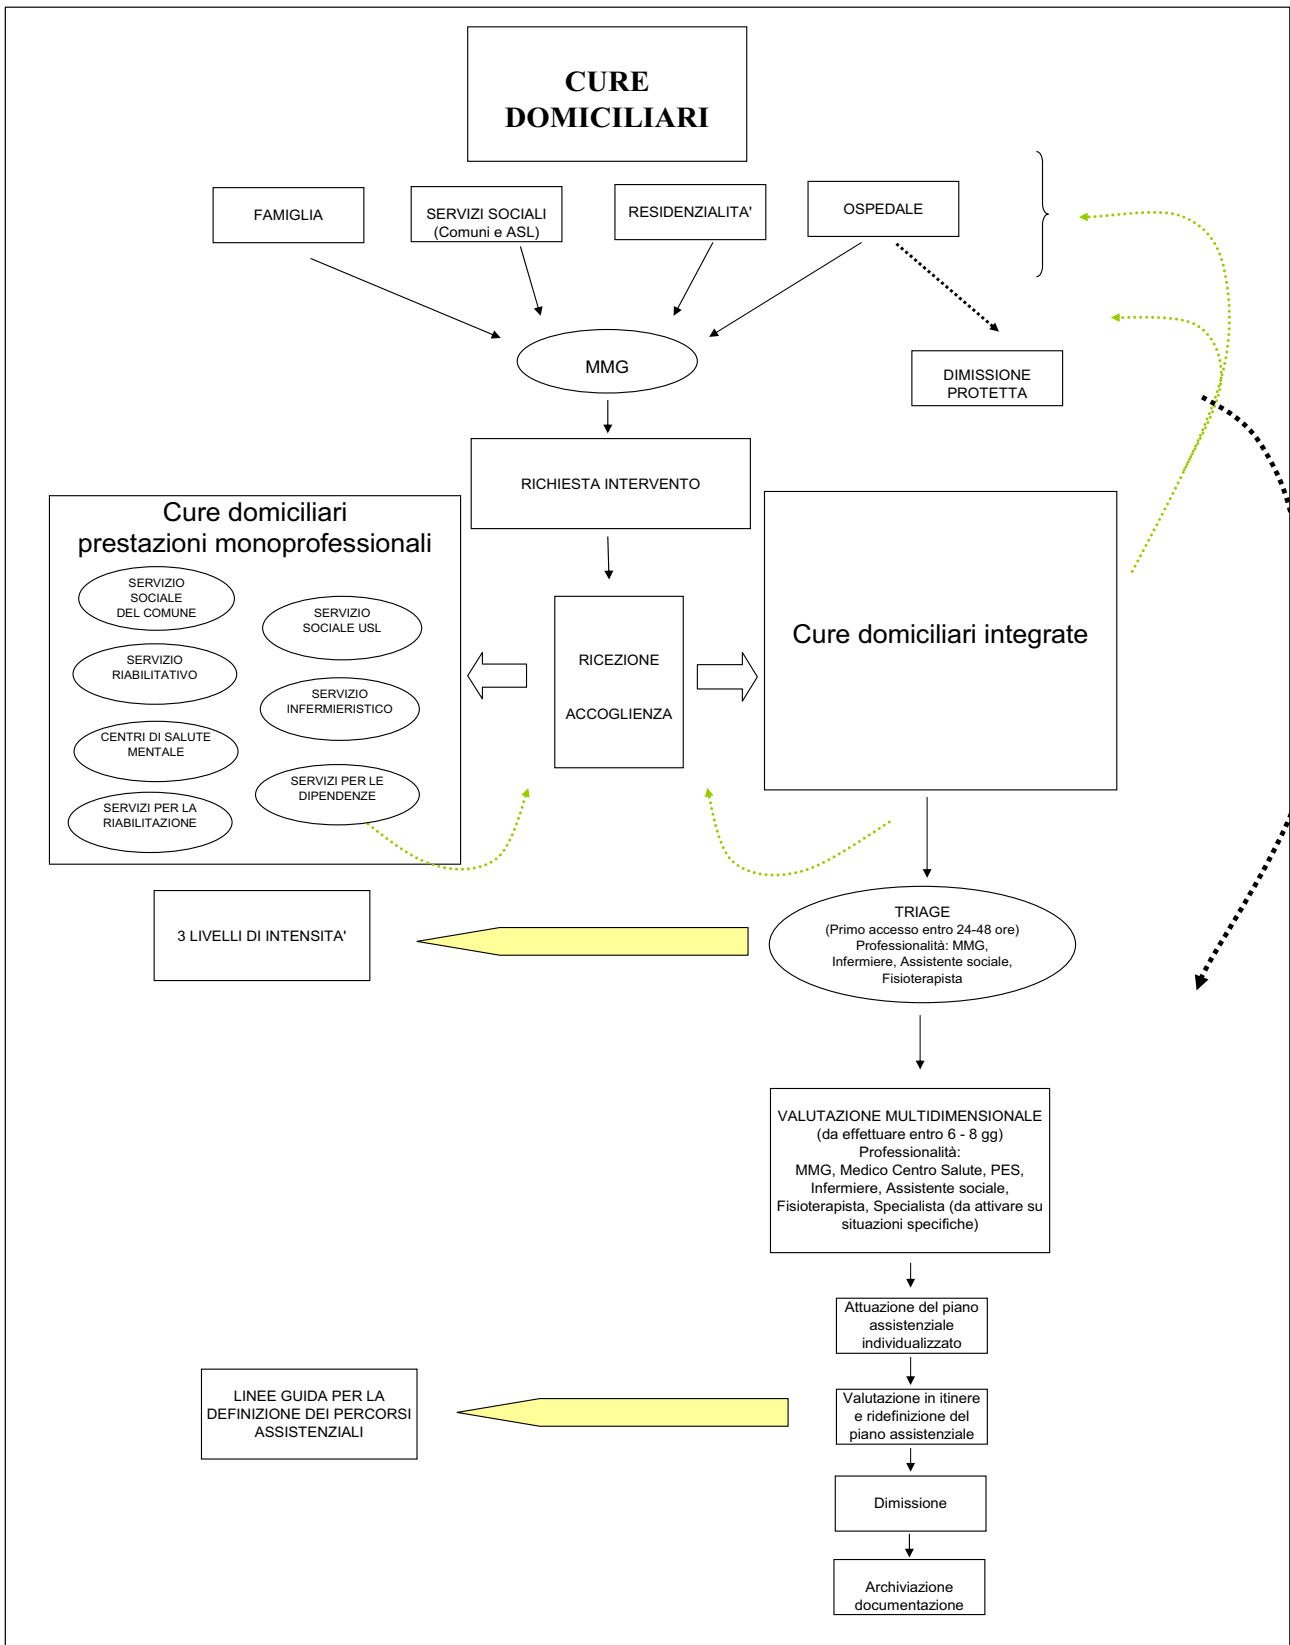 CURE
DOMICILIARI
FAMIGLIA
SERVIZI SOCIALI
(Comuni e ASL)
RESIDENZIALITA'
OSPEDALE
MMG
DIMISSIONE
PROTETTA
RICHIESTA INTERVENTO
Cure domiciliari
prestazioni monoprofessionali
SERVIZIO
SOCIALE
DEL COMUNE
SERVIZIO
SOCIALE USL
SERVIZIO
RIABILITATIVO
SERVIZIO
INFERMIERISTICO
CENTRI DI SALUTE
MENTALE
SERVIZI PER LE
DIPENDENZE
SERVIZI PER LA
RIABILITAZIONE
RICEZIONE
ACCOGLIENZA
Cure domiciliari integrate
3 LIVELLI DI INTENSITA'
TRIAGE
(Primo accesso entro 24-48 ore)
Professionalità: MMG,
Infermiere, Assistente sociale,
Fisioterapista
VALUTAZIONE MULTIDIMENSIONALE
(da effettuare entro 6 - 8 gg)
Professionalità:
MMG, Medico Centro Salute, PES,
Infermiere, Assistente sociale,
Fisioterapista, Specialista (da attivare su
situazioni specifiche)
Attuazione del piano
assistenziale
individualizzato
LINEE GUIDA PER LA
DEFINIZIONE DEI PERCORSI
ASSISTENZIALI
Valutazione in itinere
e ridefinizione del
piano assistenziale
Dimissione
Archiviazione
documentazione